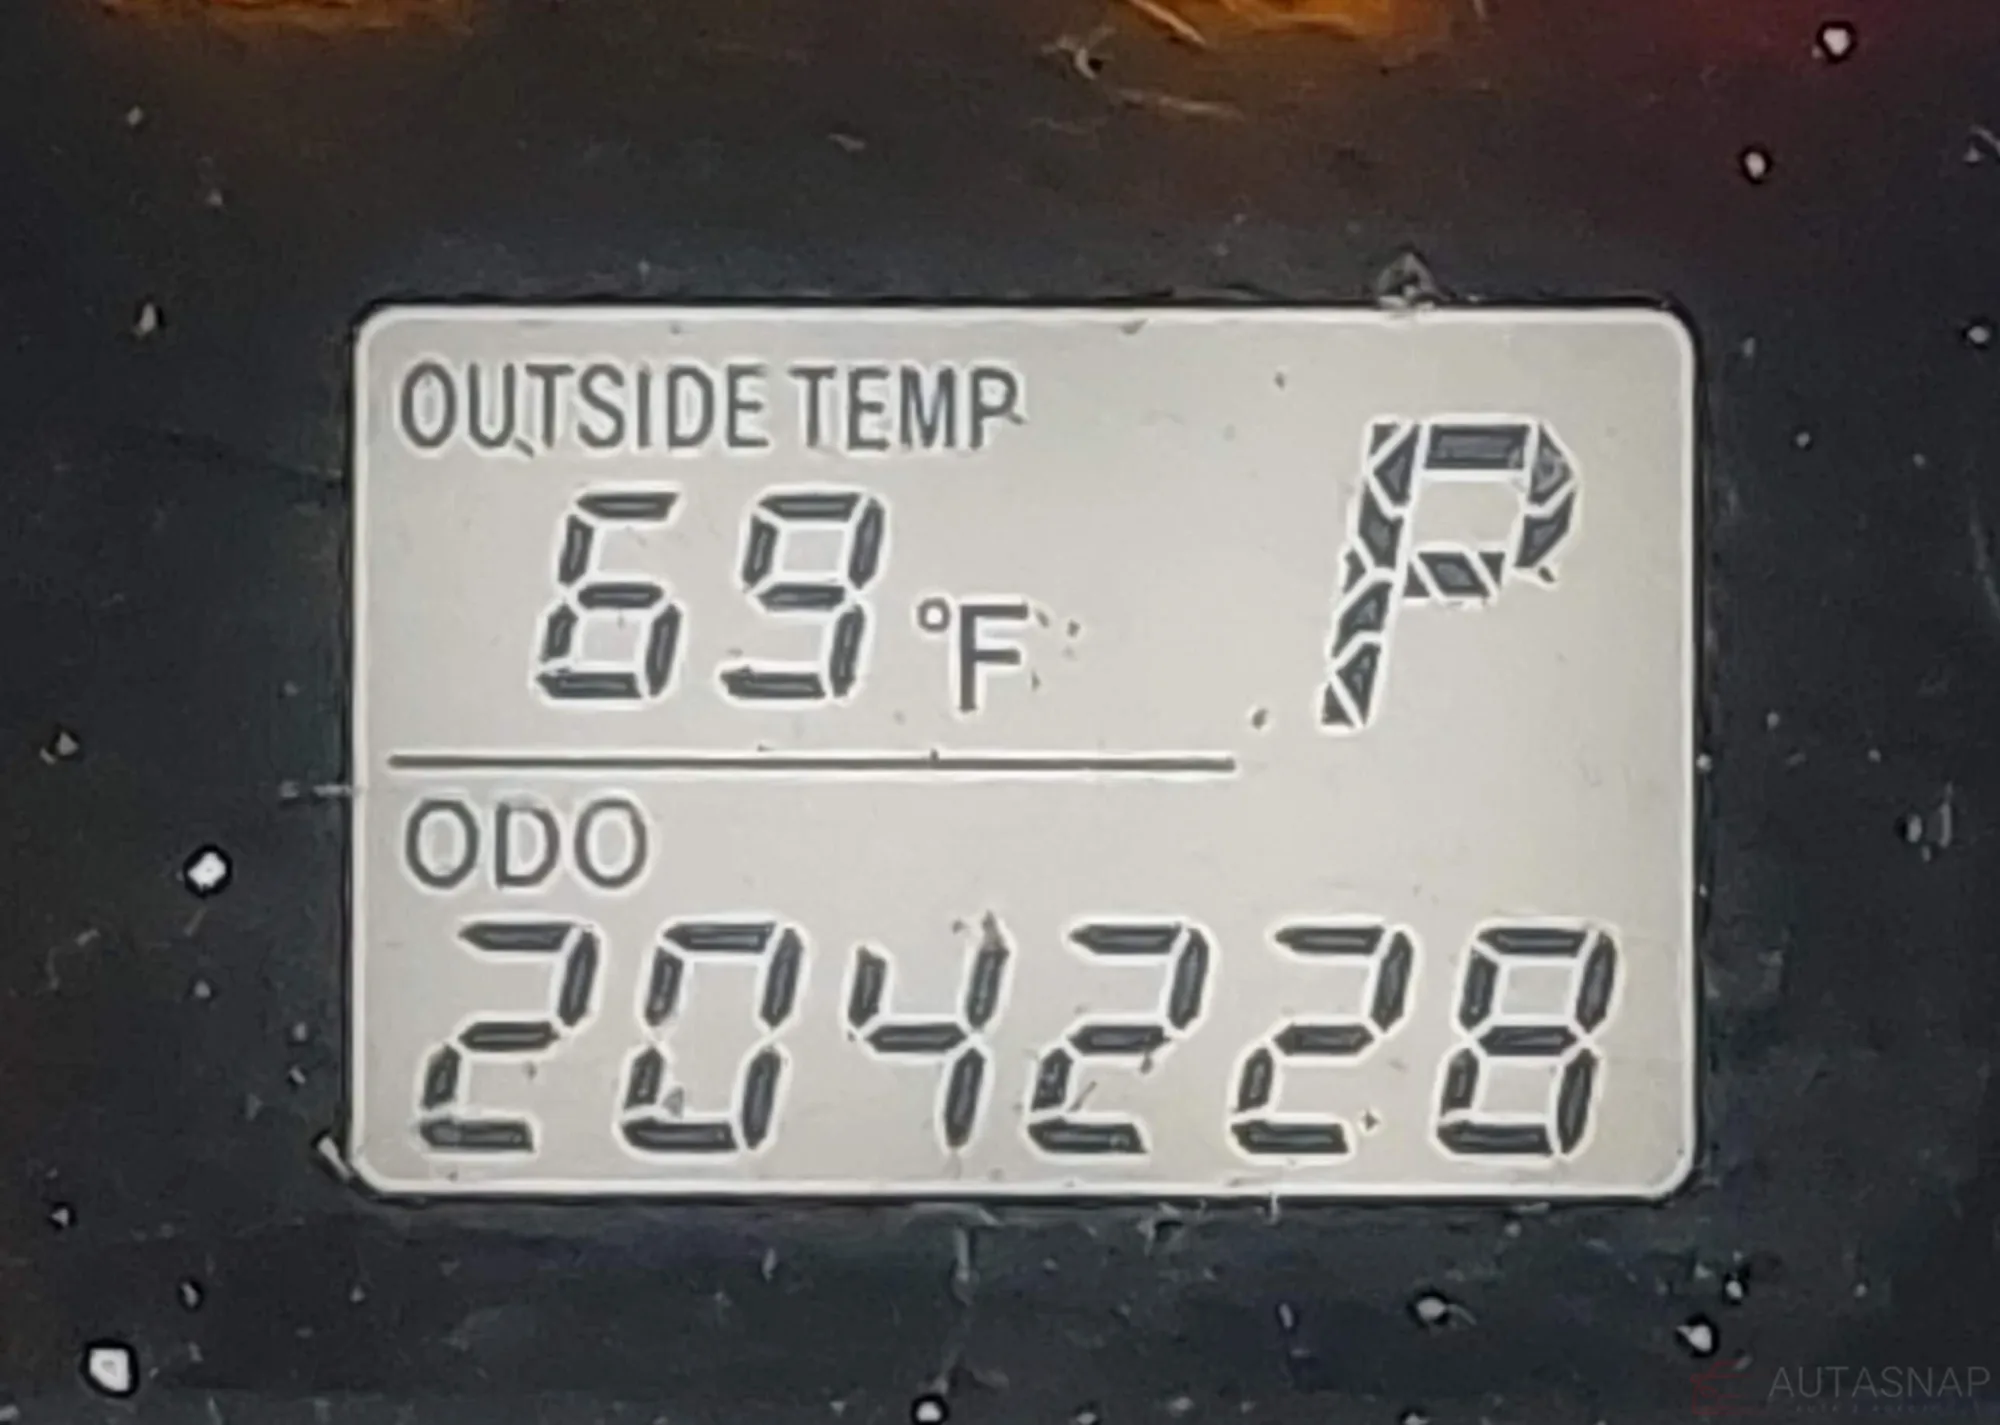 OUTSIDE TEMP
69 °F
P
ODO
204228
AUTASNAP